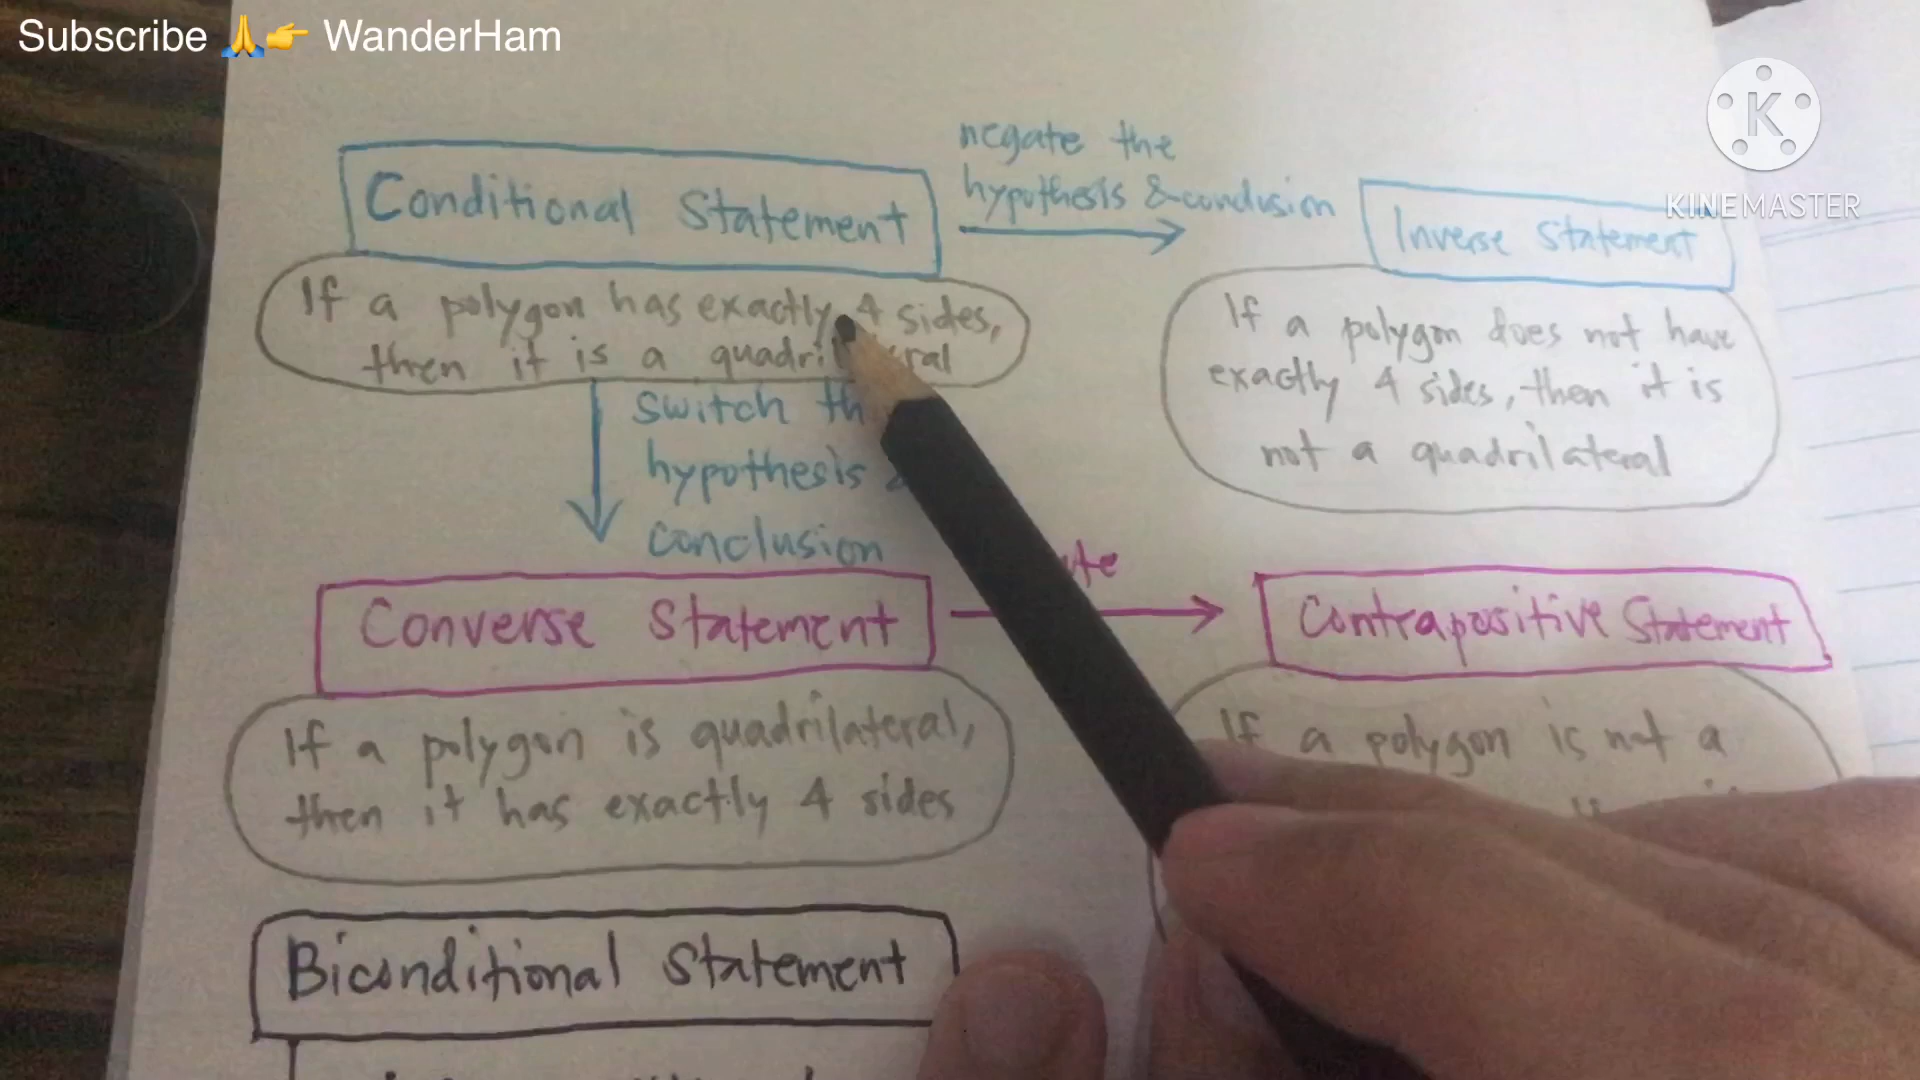 Subscribe 🙏👉 WanderHam
KINEMASTER
negate the
hypothesis & conclusion
Conditional Statement
Inverse Statement
If a polygon has exactly 4 sides,
then it is a
If a polygon does not have
exactly 4 sides, then it is
not a quadrilateral
switch
hypothesis
conclusion
Converse Statement
Contrapositive Statement
If a polygon is quadrilateral,
then it has exactly 4 sides
If a polygon is not a
Biconditional Statement